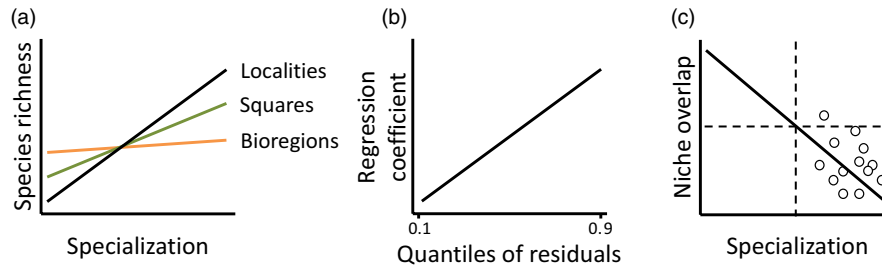 (a)
Species richness
Localities
Squares
Bioregions
Specialization
(b)
Regression
coefficient
0.1
0.9
Quantiles of residuals
(c)
Niche overlap
Specialization